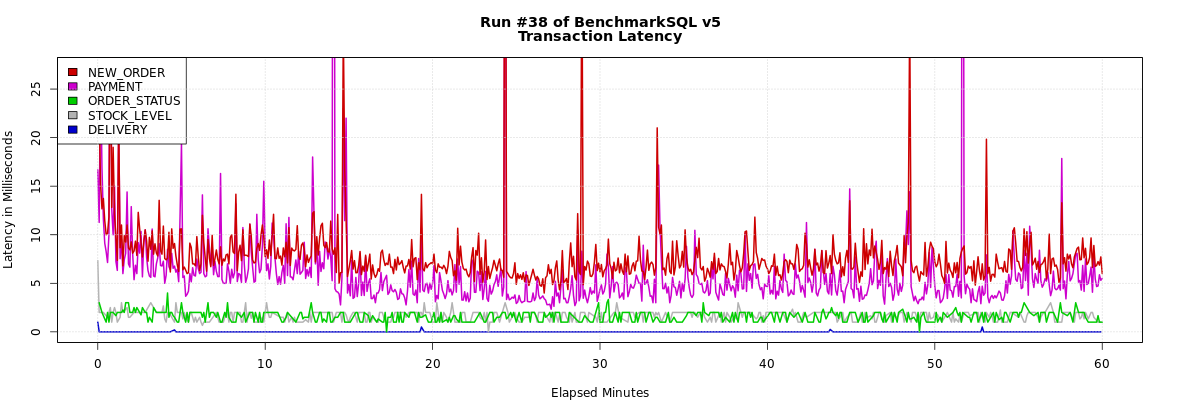 Run #38 of BenchmarkSQL v5
Transaction Latency
NEW_ORDER
PAYMENT
ORDER_STATUS
STOCK_LEVEL
DELIVERY
Latency in Milliseconds
25
20
15
10
5
0
0 10 20 30 40 50 60
Elapsed Minutes